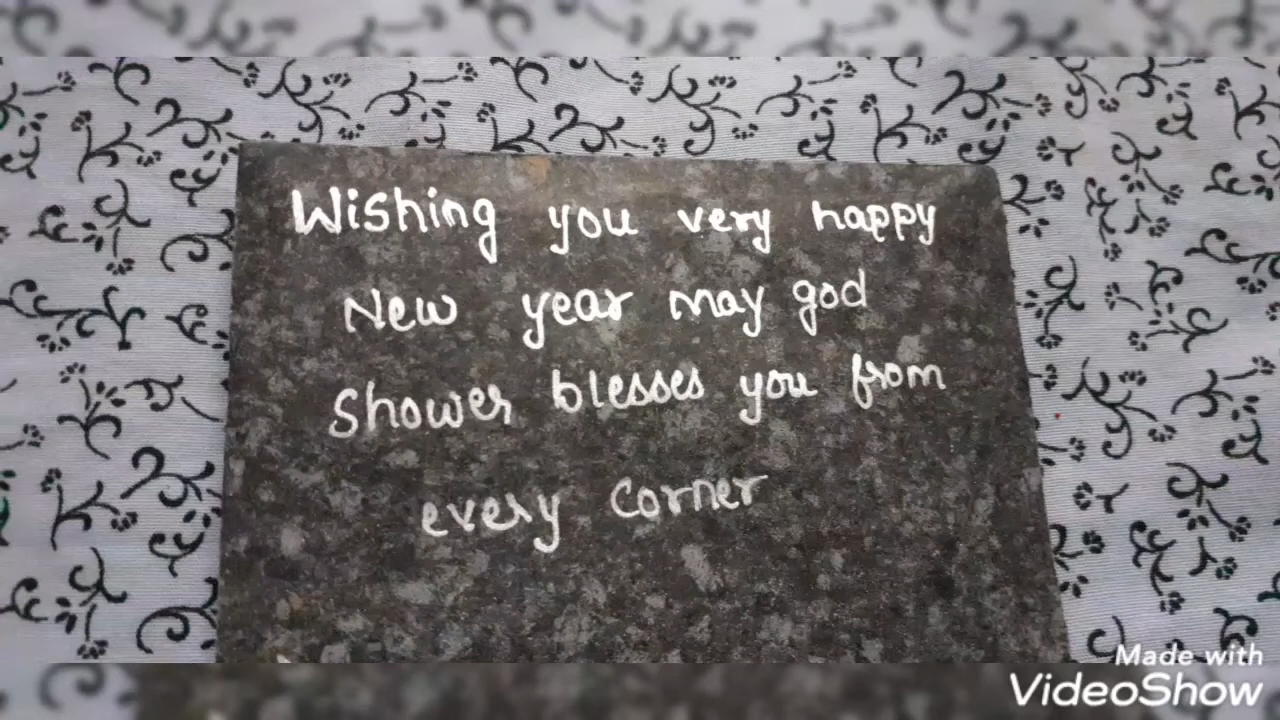 Wishing you very happy
New year may god
Shower blesses you from
every corner
Made with
VideoShow